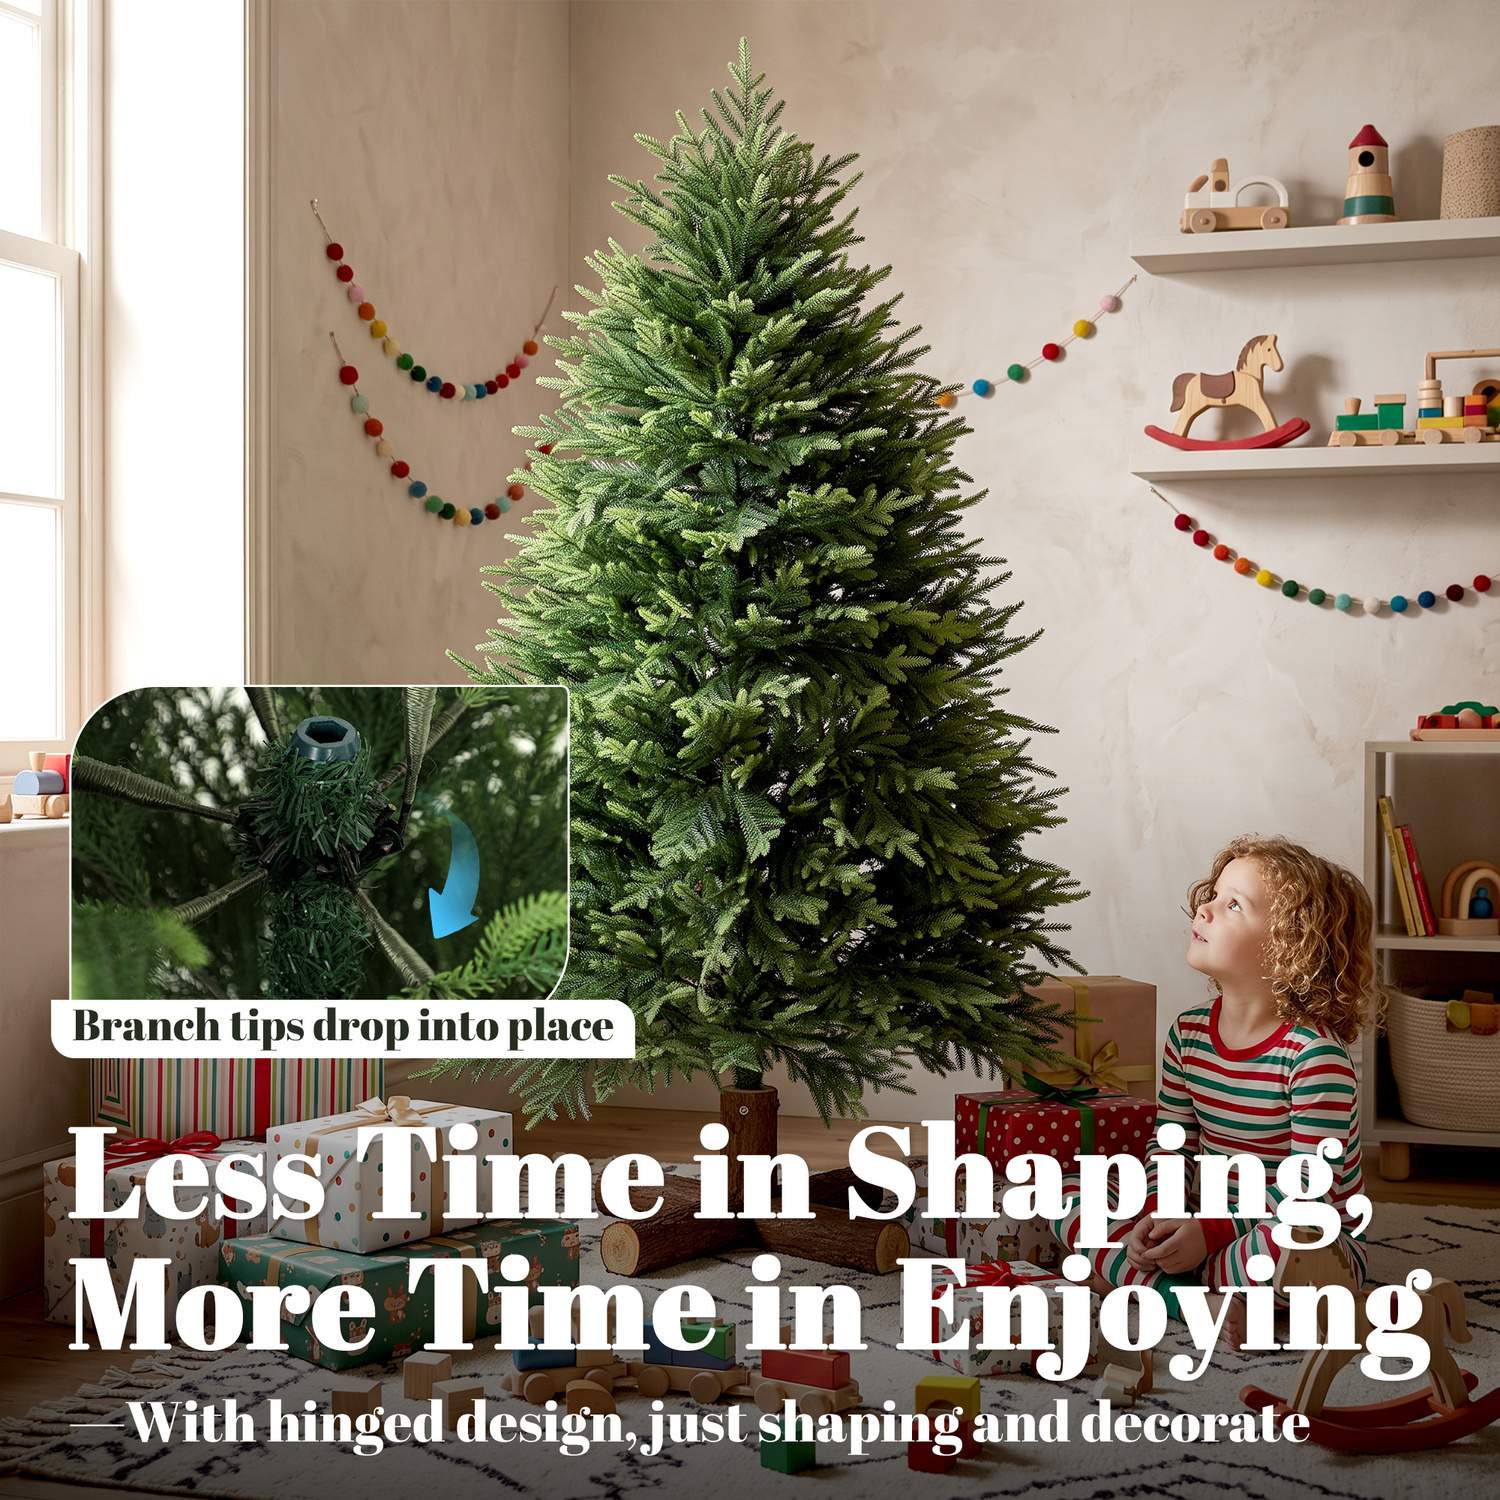 Branch tips drop into place
Less Time in Shaping,
More Time in Enjoying
—With hinged design, just shaping and decorate